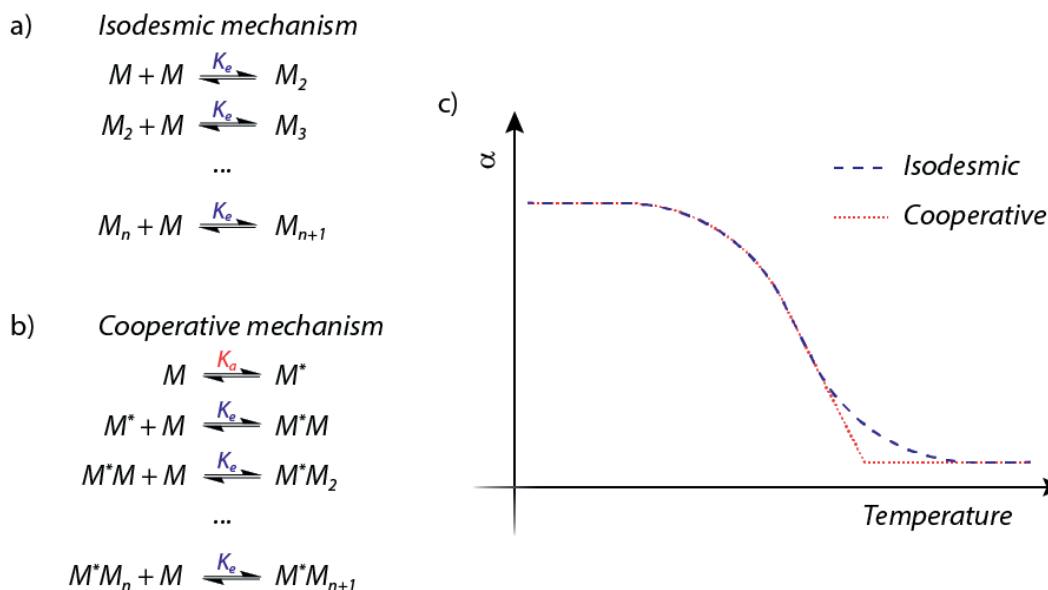 a) Isodesmic mechanism
Ke
M + M ⇌ M2
Ke
M2 + M ⇌ M3
...
Ke
Mn + M ⇌ Mn+1
b) Cooperative mechanism
Ka
M ⇌ M*
Ke
M* + M ⇌ M*M
Ke
M*M + M ⇌ M*M2
...
Ke
M*Mn + M ⇌ M*Mn+1
c)
α
Isodesmic
Cooperative
Temperature